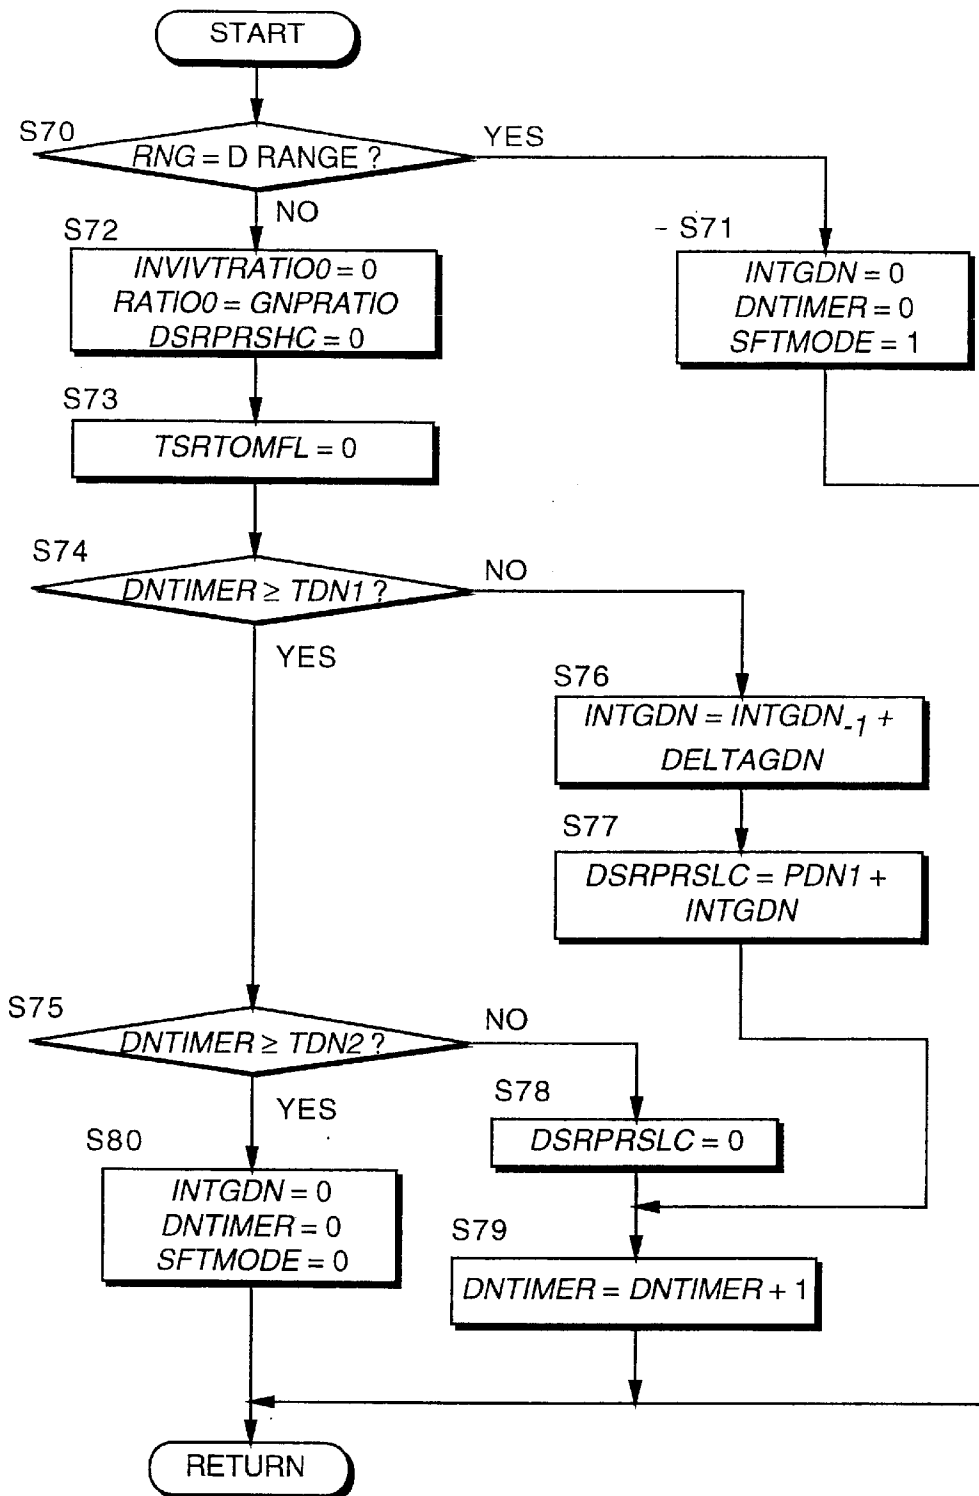 START
S70
RNG = D RANGE ?
YES
NO
S72
INVIVTRATIO0 = 0
RATIO0 = GNPRATIO
DSRPRSHC = 0
S71
INTGDN = 0
DNTIMER = 0
SFTMODE = 1
S73
TSRTOMFL = 0
S74
DNTIMER ≥ TDN1 ?
NO
YES
S76
INTGDN = INTGDN-1 +
DELTAGDN
S77
DSRPRSLC = PDN1 +
INTGDN
S75
DNTIMER ≥ TDN2 ?
NO
YES
S78
DSRPRSLC = 0
S80
INTGDN = 0
DNTIMER = 0
SFTMODE = 0
S79
DNTIMER = DNTIMER + 1
RETURN